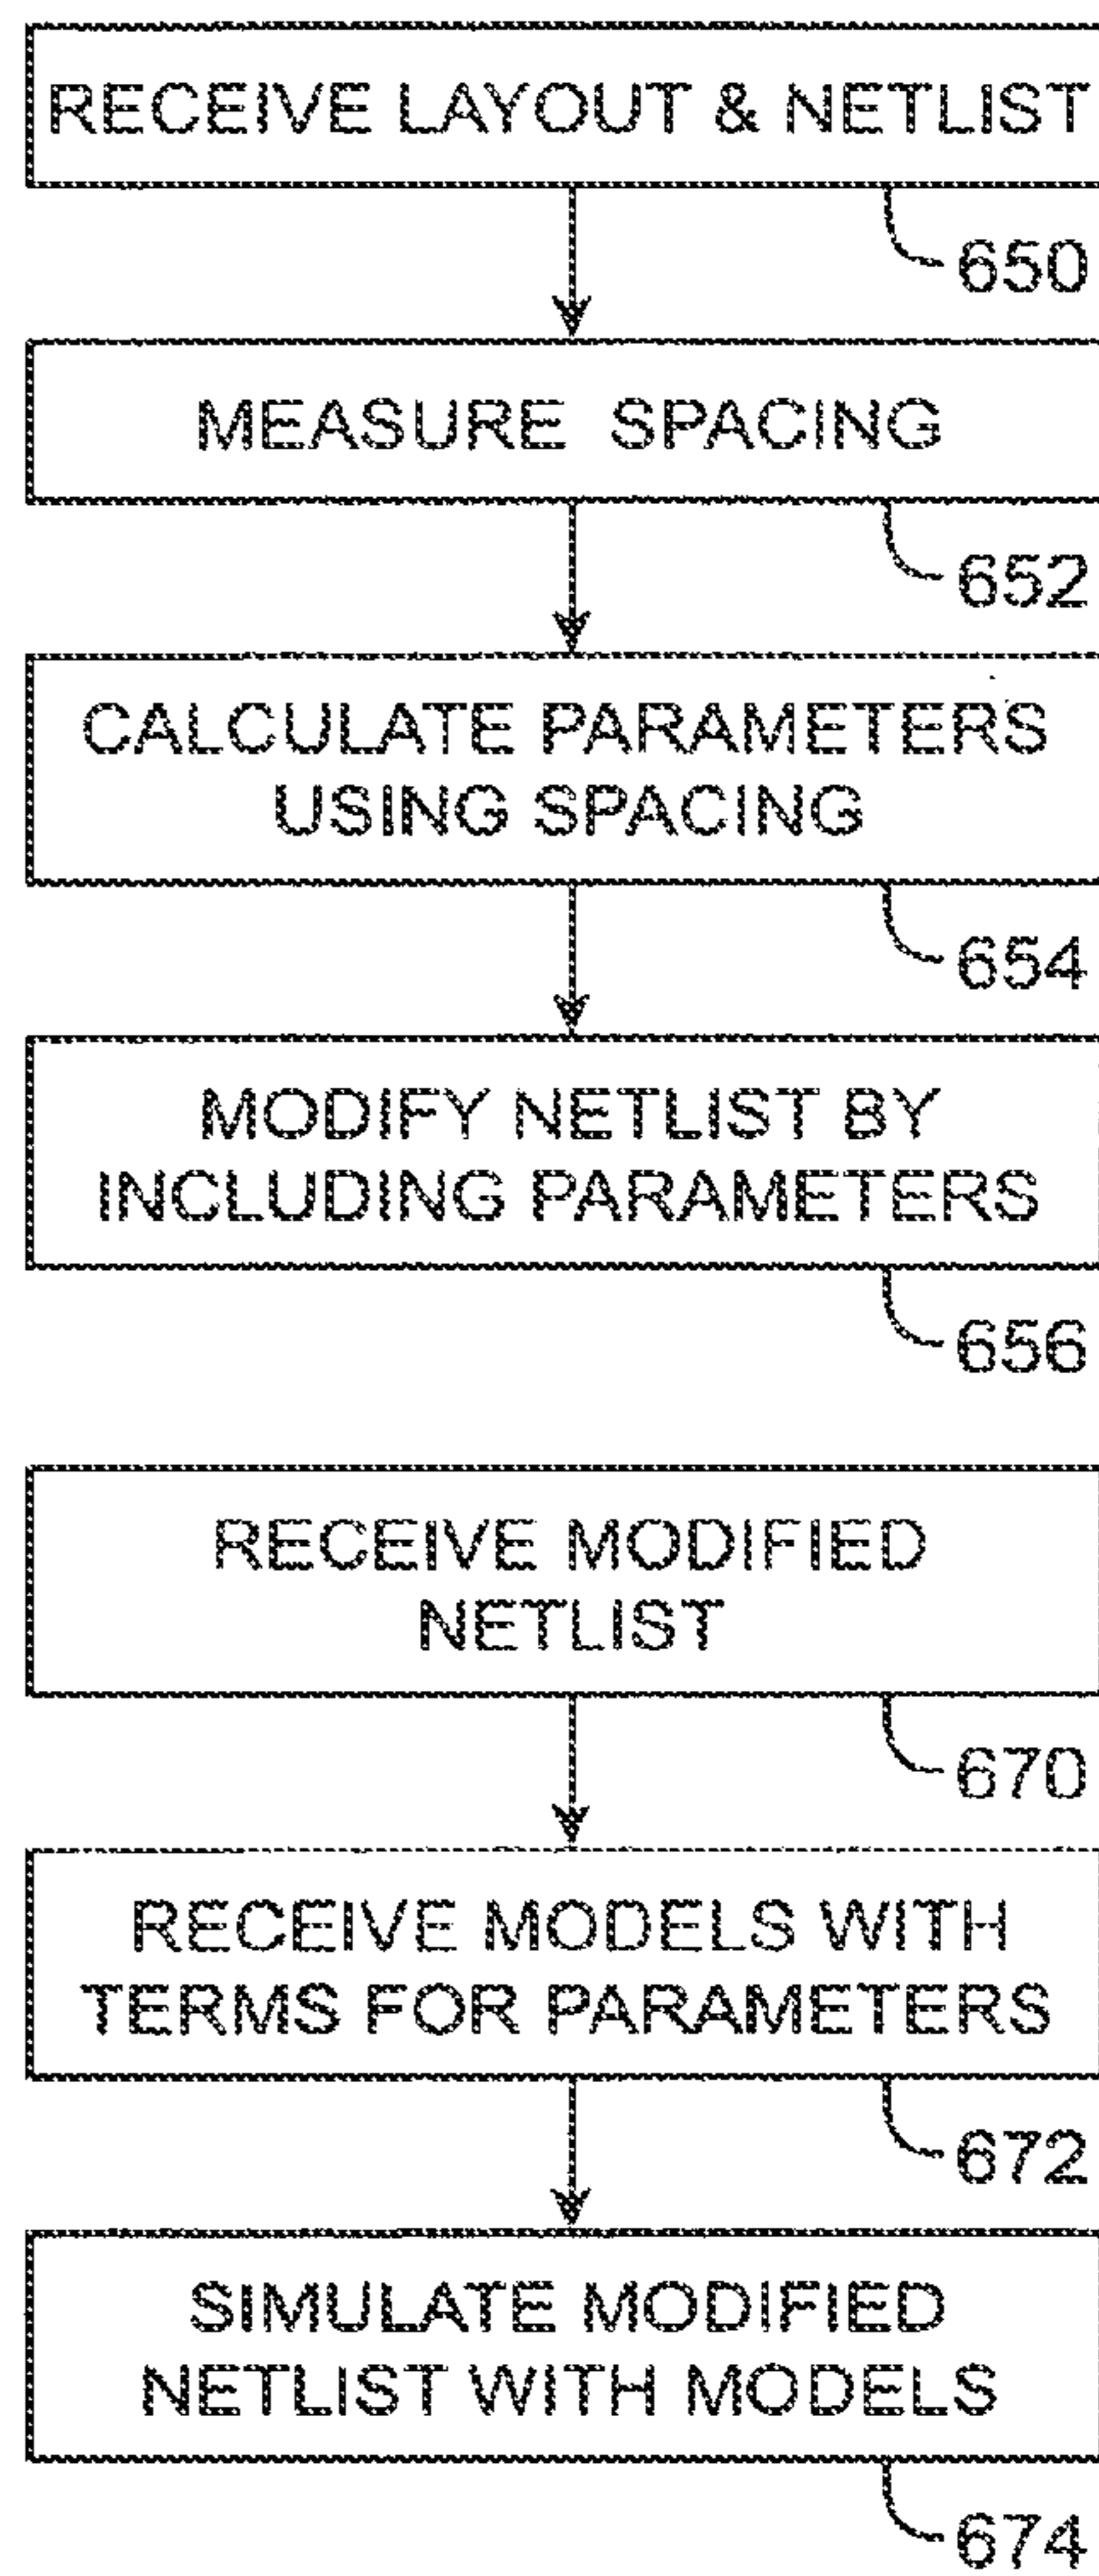 RECEIVE LAYOUT & NETLIST
650
MEASURE SPACING
652
CALCULATE PARAMETERS
USING SPACING
654
MODIFY NETLIST BY
INCLUDING PARAMETERS
656
RECEIVE MODIFIED
NETLIST
670
RECEIVE MODELS WITH
TERMS FOR PARAMETERS
672
SIMULATE MODIFIED
NETLIST WITH MODELS
674